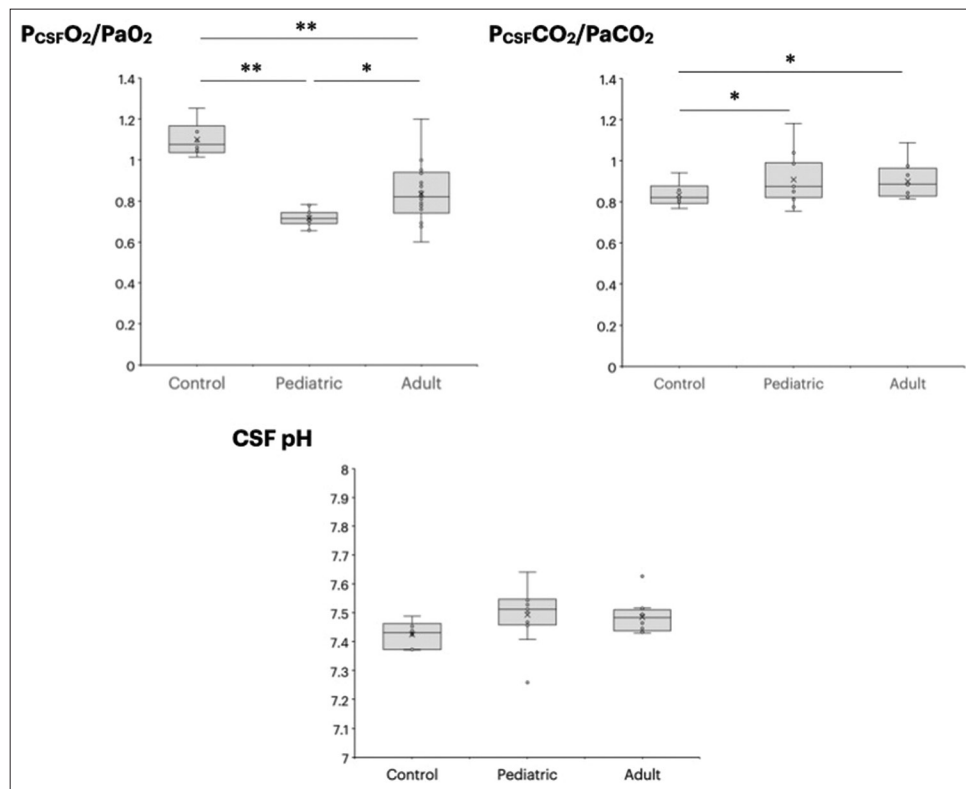 PCSFO₂/PaO₂
**
**
*
1.4
1.2
1
0.8
0.6
0.4
0.2
0
Control
Pediatric
Adult
PCSFCO₂/PaCO₂
*
*
1.4
1.2
1
0.8
0.6
0.4
0.2
0
Control
Pediatric
Adult
CSF pH
8
7.9
7.8
7.7
7.6
7.5
7.4
7.3
7.2
7.1
7
Control
Pediatric
Adult